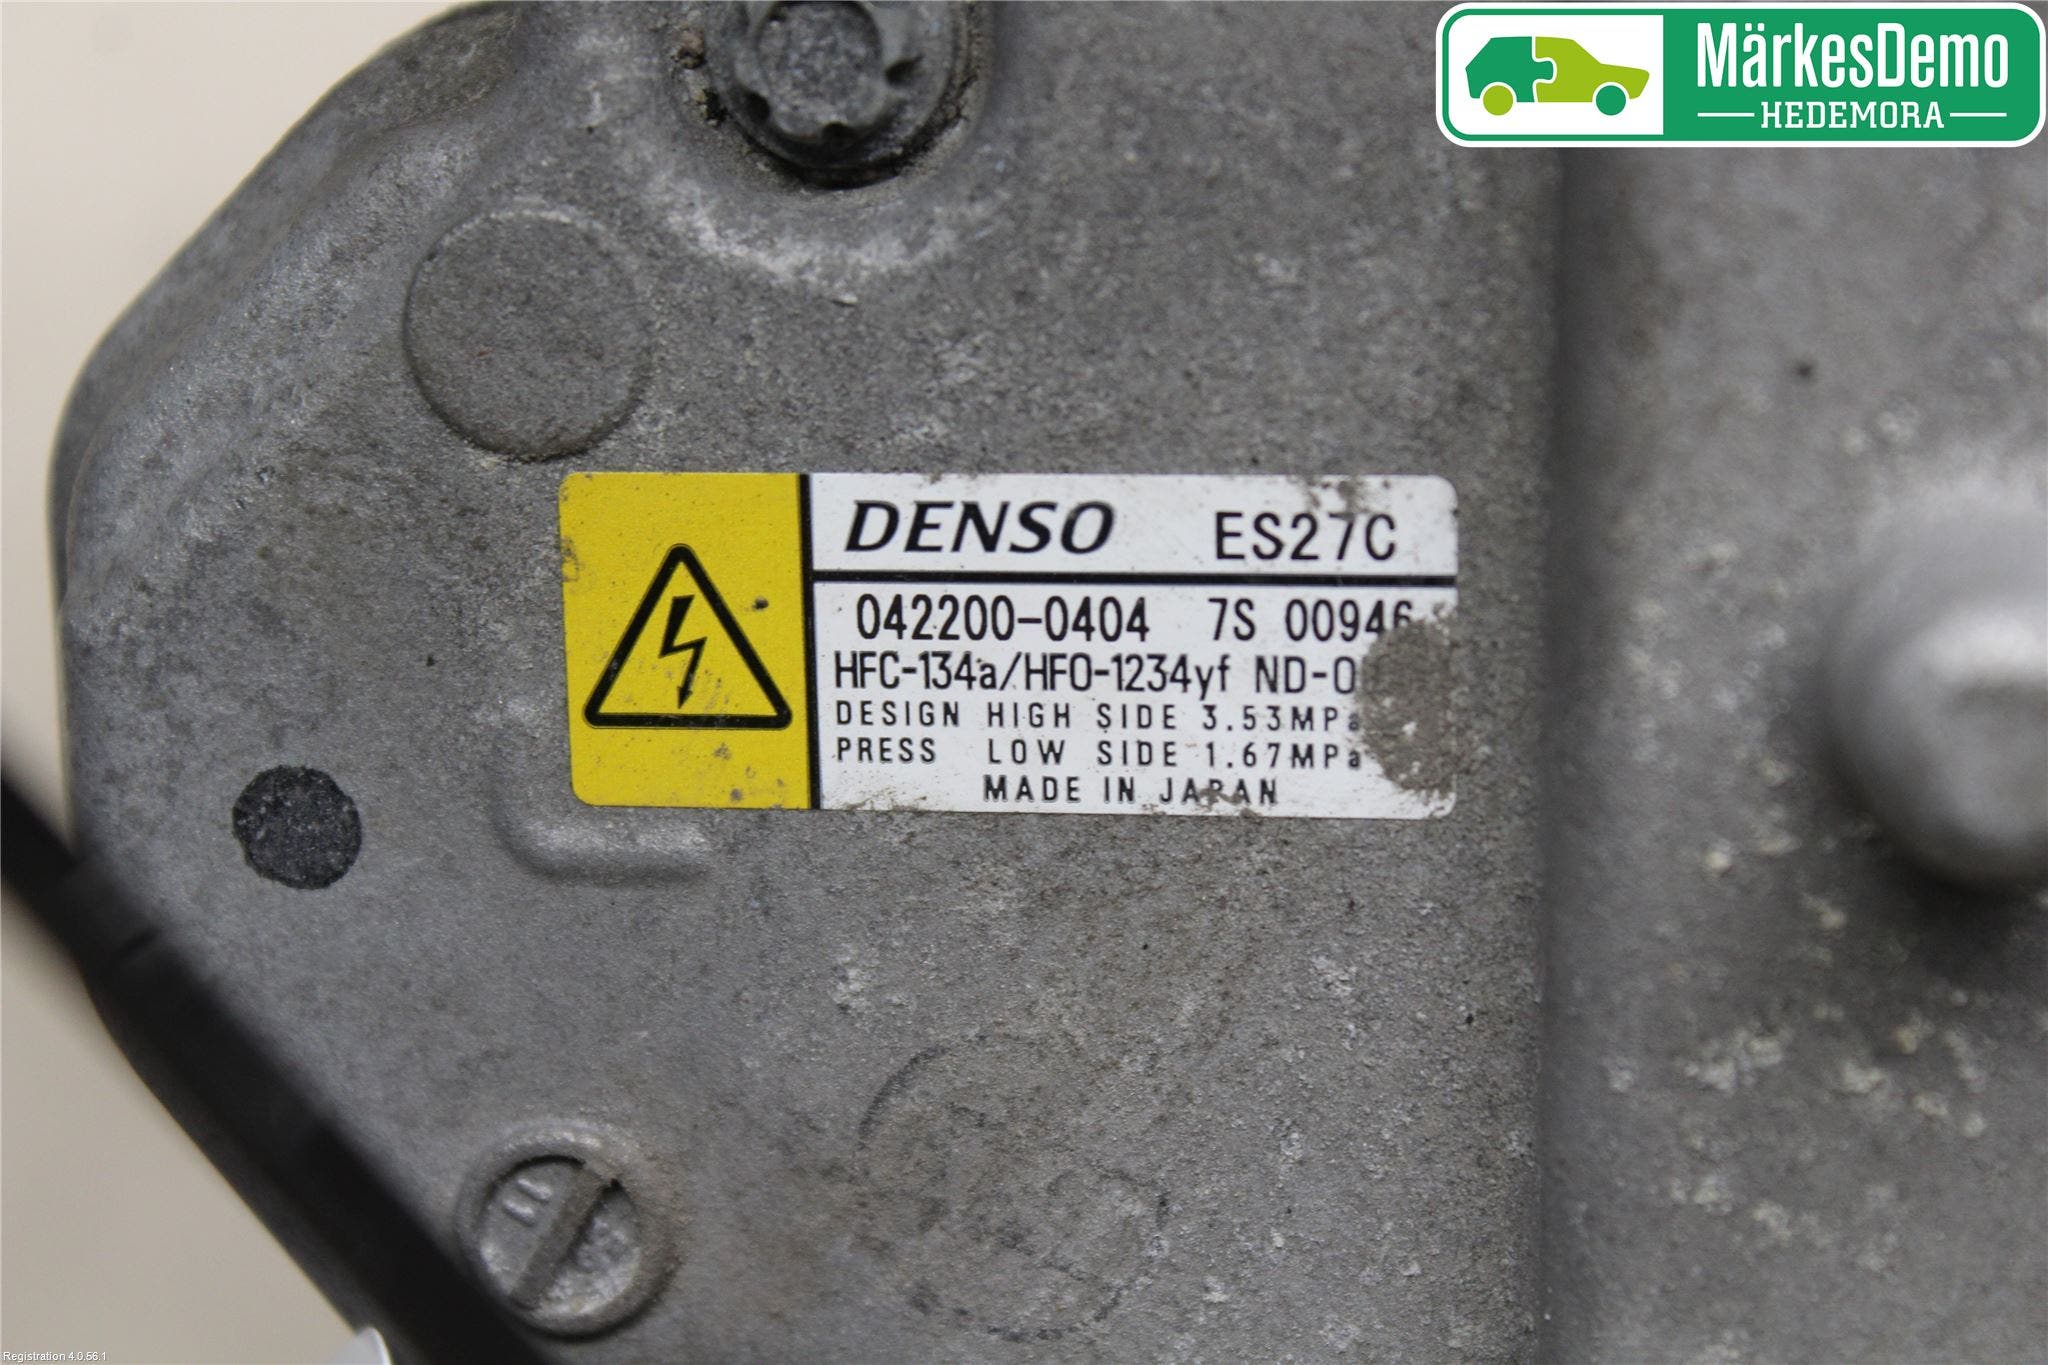 MärkesDemo
HEDEMORA
DENSO ES27C
042200-0404 7S 00946
HFC-134a/HFO-1234yf
DESIGN HIGH SIDE 3.53MPa
PRESS LOW SIDE 1.67MPa
MADE IN JAPAN
Registration 4.0.56.1